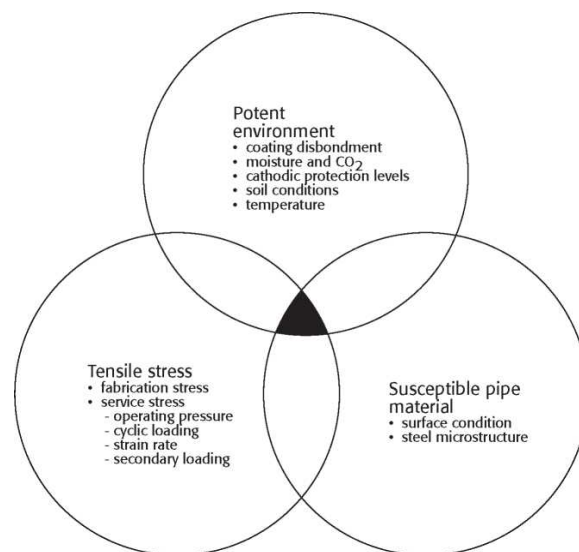 Potent
environment
• coating disbondment
• moisture and CO₂
• cathodic protection levels
• soil conditions
• temperature
Tensile stress
• fabrication stress
• service stress
- operating pressure
- cyclic loading
- strain rate
- secondary loading
Susceptible pipe
material
• surface condition
• steel microstructure